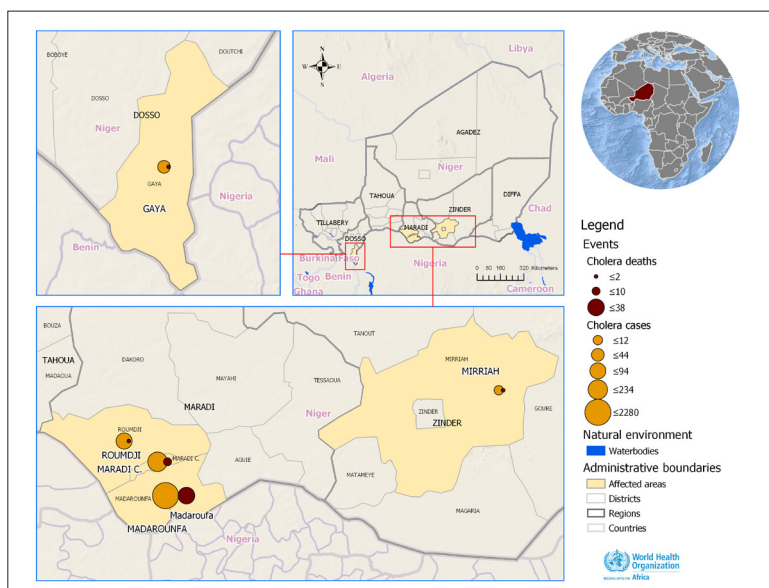 BOBOYE
DOUTCHI
DOSSO
DOSSO
Niger
GAYA
GAYA
Nigeria
Benin
N
W E
S
Libya
Algeria
AGADEZ
Mali
Niger
TAHOUA
DIFFA
ZINDER
Chad
TILLABERY
MARADI
DOSSO
Burkina Faso
Nigeria
Togo
Benin
Ghana
Cameroon
0 80 160 320 Kilometers
BOUZA
TANOUT
TAHOUA
DAKORO
MIRRIAH
MADAOUA
MAYAHI
TESSAOUA
MIRRIAH
MARADI
Niger
ZINDER
GOURE
ZINDER
ROUMDJI
ROUMDJI
MARADI C.
MARADI C.
AGUIE
MATAMEYE
MADAROUNFA
MAGARIA
Madaroufa
MADAROUNFA
Nigeria
Legend
Events
Cholera deaths
≤2
≤10
≤38
Cholera cases
≤12
≤44
≤94
≤234
≤2280
Natural environment
Waterbodies
Administrative boundaries
Affected areas
Districts
Regions
Countries
World Health
Organization
REGIONAL OFFICE FOR Africa